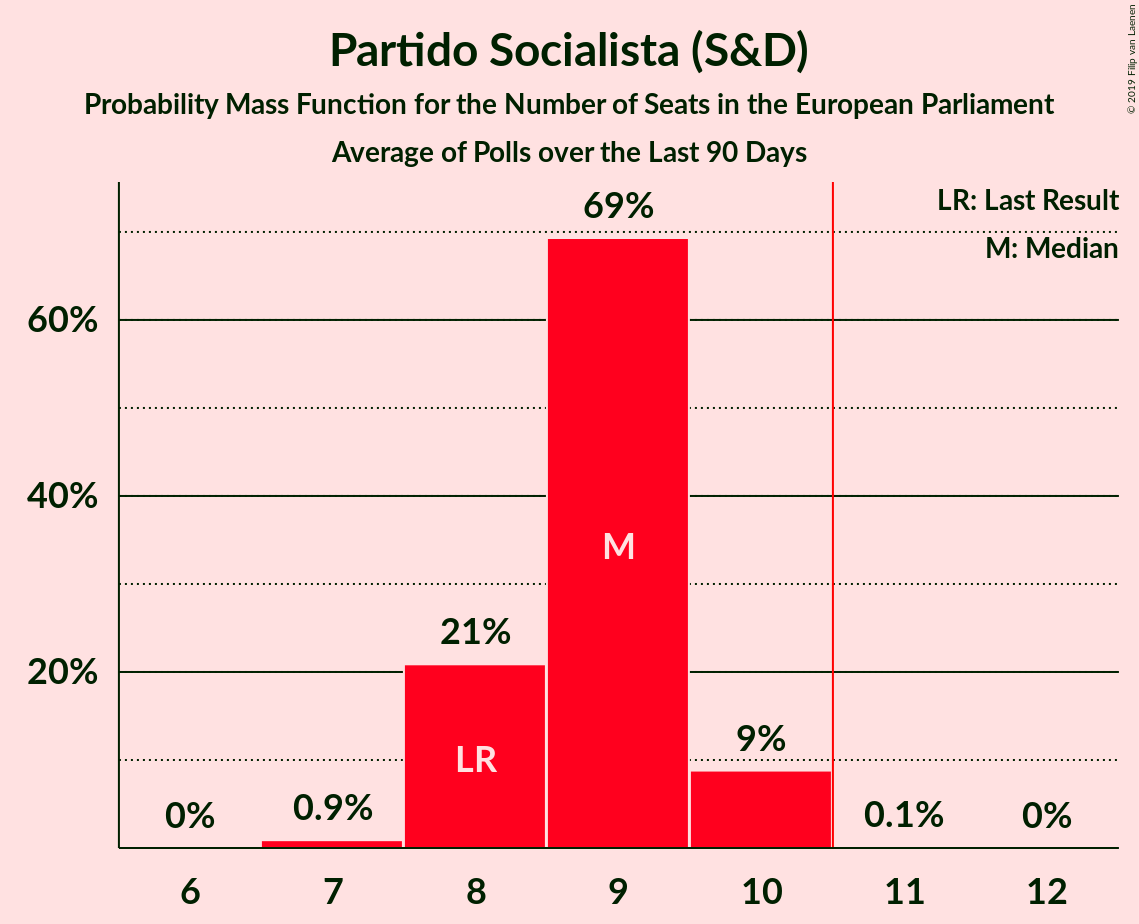 Partido Socialista (S&D)
Probability Mass Function for the Number of Seats in the European Parliament
Average of Polls over the Last 90 Days
© 2019 Filip van Laenen
LR: Last Result
M: Median
69%
60%
40%
M
21%
20%
9%
LR
0%
0.9%
0.1%
0%
6 7 8 9 10 11 12